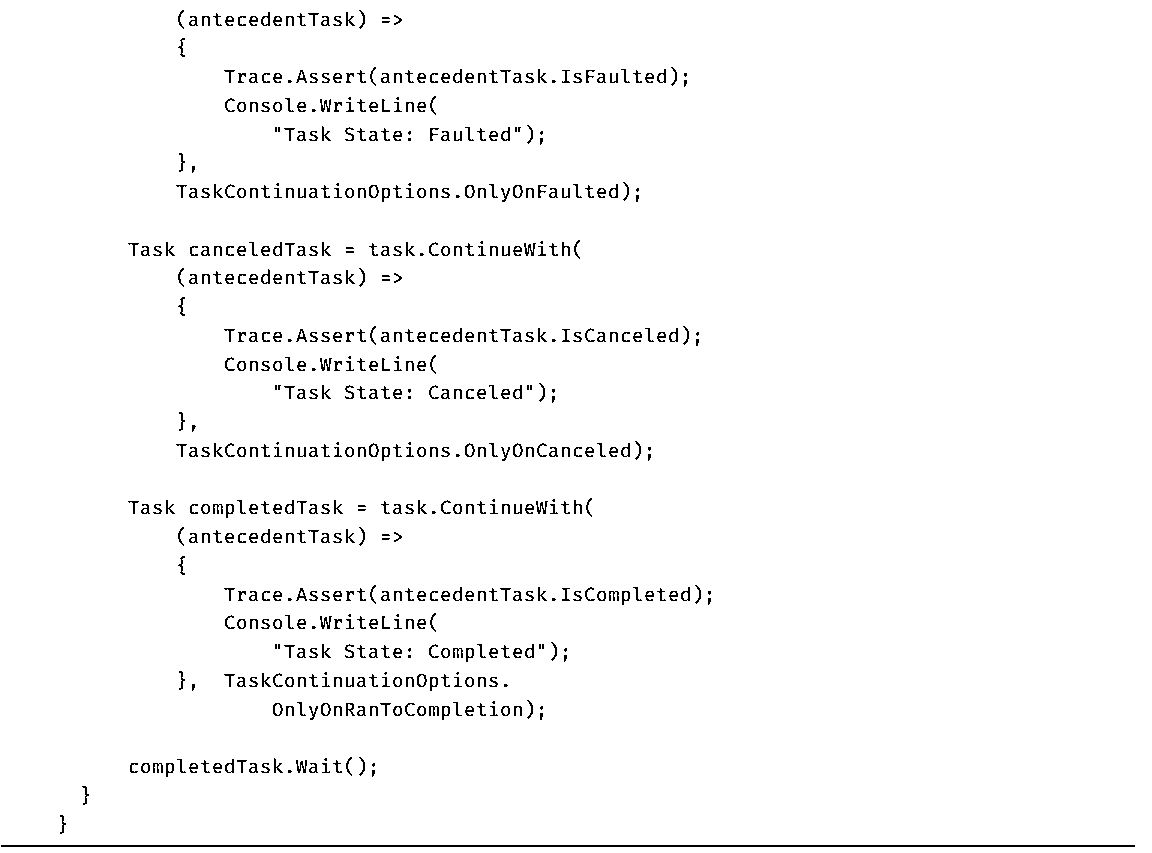 (antecedentTask) =>
{
Trace.Assert(antecedentTask.IsFaulted);
Console.WriteLine(
"Task State: Faulted");
},
TaskContinuationOptions.OnlyOnFaulted);
Task canceledTask = task.ContinueWith(
(antecedentTask) =>
{
Trace.Assert(antecedentTask.IsCanceled);
Console.WriteLine(
"Task State: Canceled");
},
TaskContinuationOptions.OnlyOnCanceled);
Task completedTask = task.ContinueWith(
(antecedentTask) =>
{
Trace.Assert(antecedentTask.IsCompleted);
Console.WriteLine(
"Task State: Completed");
}, TaskContinuationOptions.
OnlyOnRanToCompletion);
completedTask.Wait();
}
}